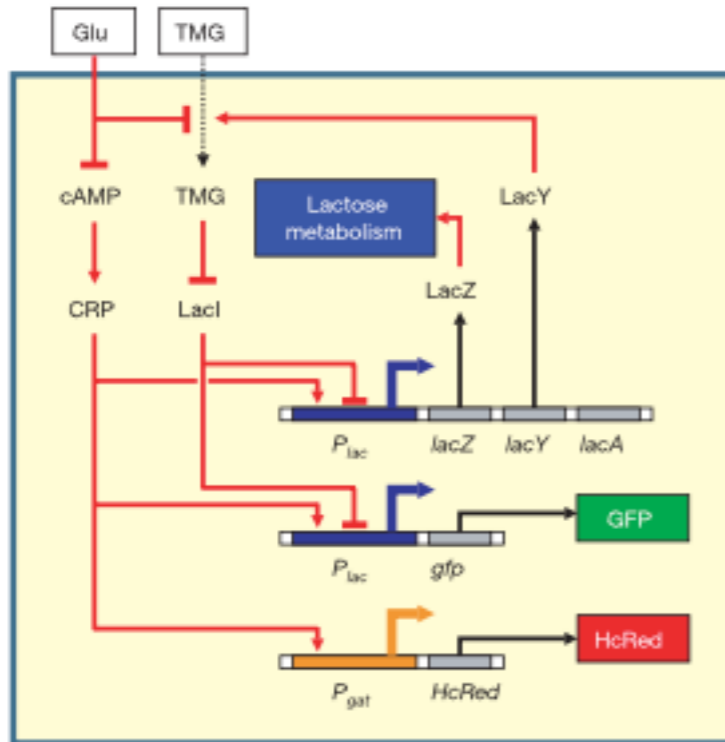 Glu TMG
cAMP TMG
Lactose
metabolism
LacY
LacZ
CRP LacI
Plac lacZ lacY lacA
GFP
Plac gfp
HcRed
Pgat HcRed